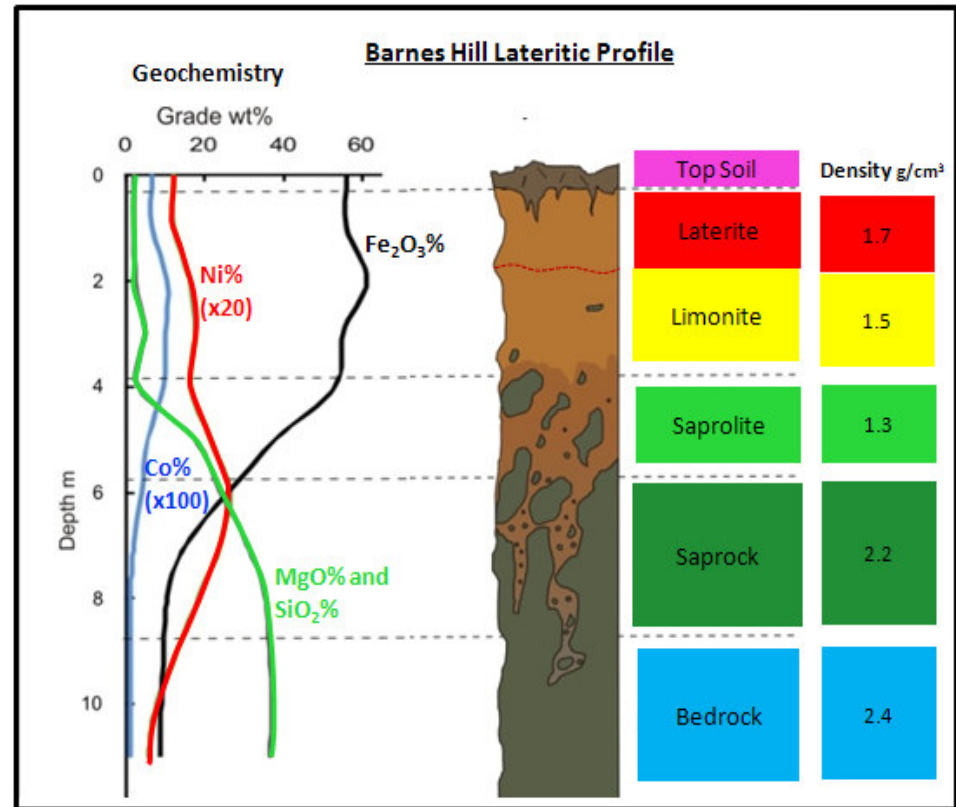 Barnes Hill Lateritic Profile
Geochemistry
Grade wt%
0 20 40 60
0
2
4
6
8
10
Depth m
Fe₂O₃%
Ni%
(x20)
Co%
(x100)
MgO% and
SiO₂%
Top Soil
Laterite
Limonite
Saprolite
Saprock
Bedrock
Density g/cm³
1.7
1.5
1.3
2.2
2.4